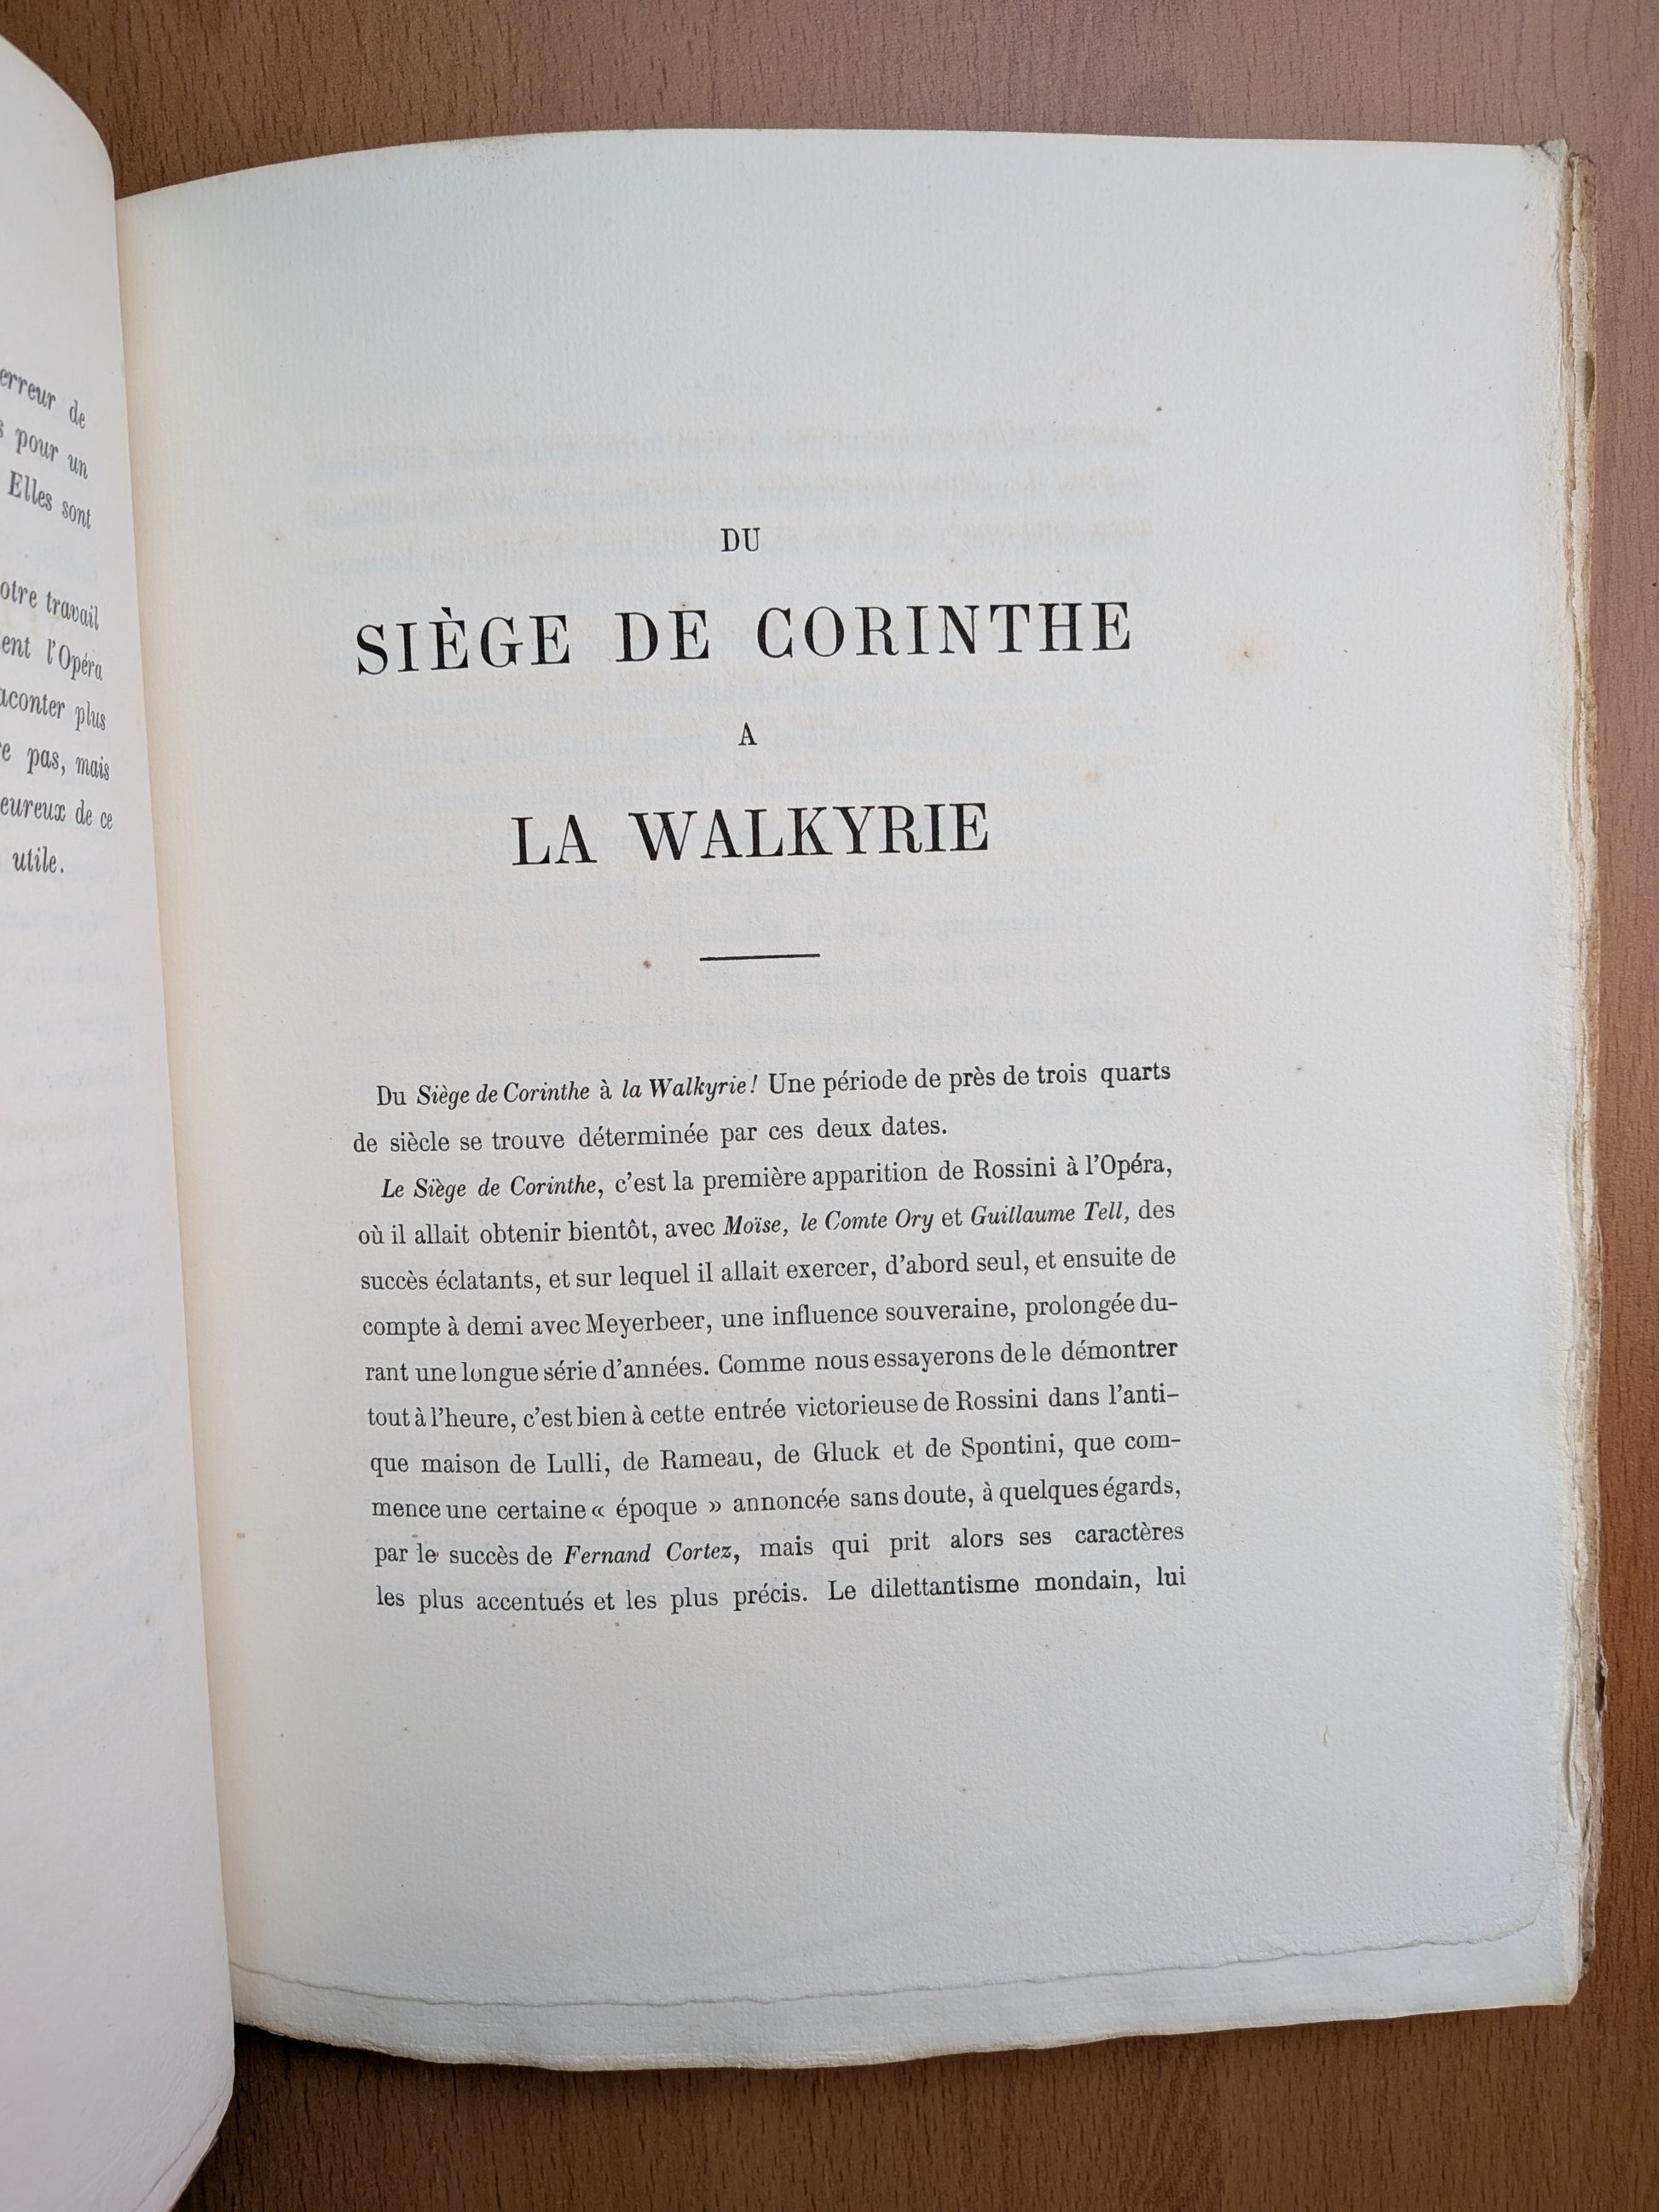 erreur de
pour un
Elles sont
travail
l'Opéra
plus
pas, mais
de ce
utile.
DU
SIÈGE DE CORINTHE
A
LA WALKYRIE
Du Siège de Corinthe à la Walkyrie! Une période de près de trois quarts
de siècle se trouve déterminée par ces deux dates.
Le Siège de Corinthe, c'est la première apparition de Rossini à l'Opéra,
où il allait obtenir bientôt, avec Moïse, le Comte Ory et Guillaume Tell, des
succès éclatants, et sur lequel il allait exercer, d'abord seul, et ensuite de
compte à demi avec Meyerbeer, une influence souveraine, prolongée du-
rant une longue série d'années. Comme nous essayerons de le démontrer
tout à l'heure, c'est bien à cette entrée victorieuse de Rossini dans l'anti-
que maison de Lulli, de Rameau, de Gluck et de Spontini, que com-
mence une certaine « époque » annoncée sans doute, à quelques égards,
par le succès de Fernand Cortez, mais qui prit alors ses caractères
les plus accentués et les plus précis. Le dilettantisme mondain, lui